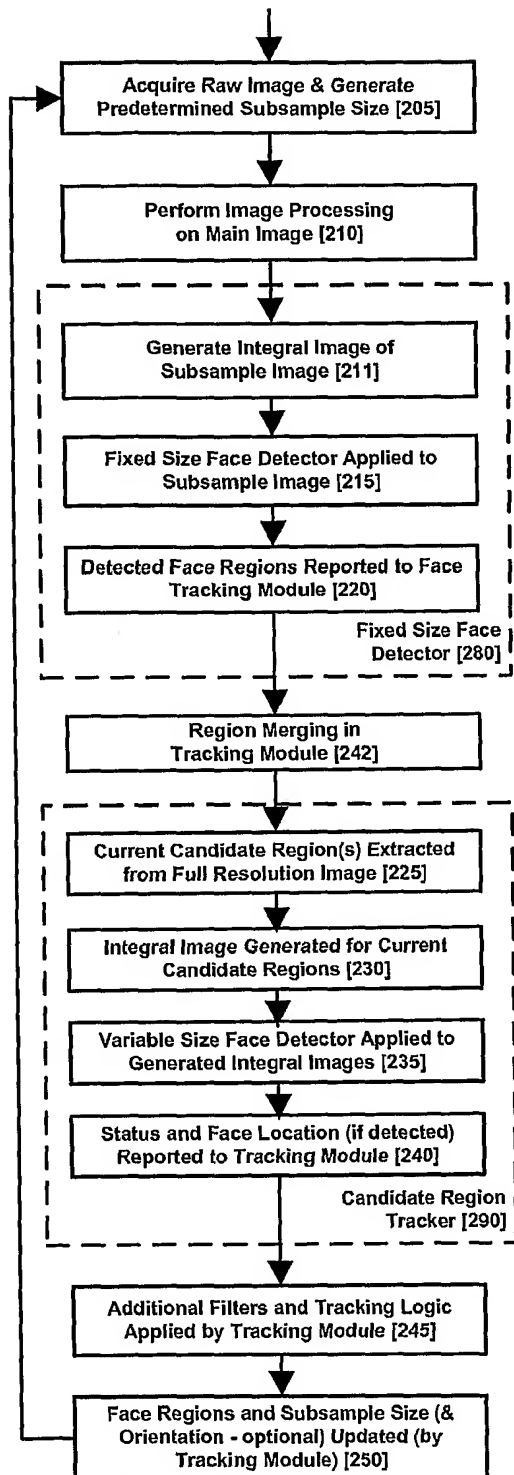 Acquire Raw Image & Generate
Predetermined Subsample Size [205]
Perform Image Processing
on Main Image [210]
Generate Integral Image of
Subsample Image [211]
Fixed Size Face Detector Applied to
Subsample Image [215]
Detected Face Regions Reported to Face
Tracking Module [220]
Fixed Size Face
Detector [280]
Region Merging in
Tracking Module [242]
Current Candidate Region(s) Extracted
from Full Resolution Image [225]
Integral Image Generated for Current
Candidate Regions [230]
Variable Size Face Detector Applied to
Generated Integral Images [235]
Status and Face Location (if detected)
Reported to Tracking Module [240]
Candidate Region
Tracker [290]
Additional Filters and Tracking Logic
Applied by Tracking Module [245]
Face Regions and Subsample Size (&
Orientation - optional) Updated (by
Tracking Module) [250]